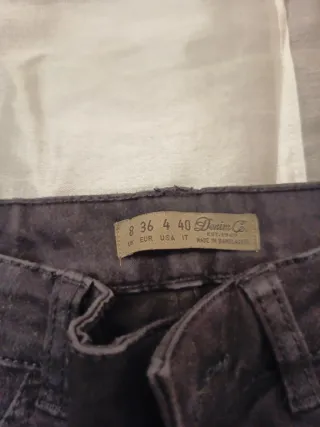 8 36 4 40 Denim Co.
UK EUR USA IT
MADE IN BANGLADESH